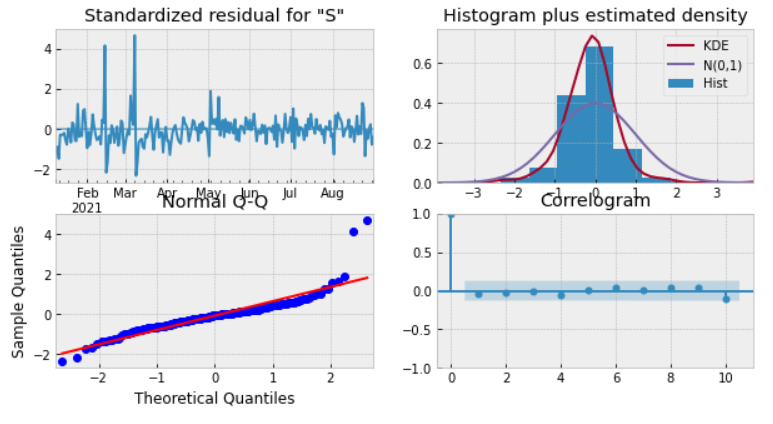 Standardized residual for "S"
4
2
0
−2
Feb Mar Apr May Jun Jul Aug
2021
Histogram plus estimated density
KDE
N(0,1)
Hist
0.6
0.4
0.2
0.0
−3 −2 −1 0 1 2 3
Normal Q-Q
Sample Quantiles
4
2
0
−2
−2 −1 0 1 2
Theoretical Quantiles
Correlogram
1.0
0.5
0.0
−0.5
−1.0
0 2 4 6 8 10